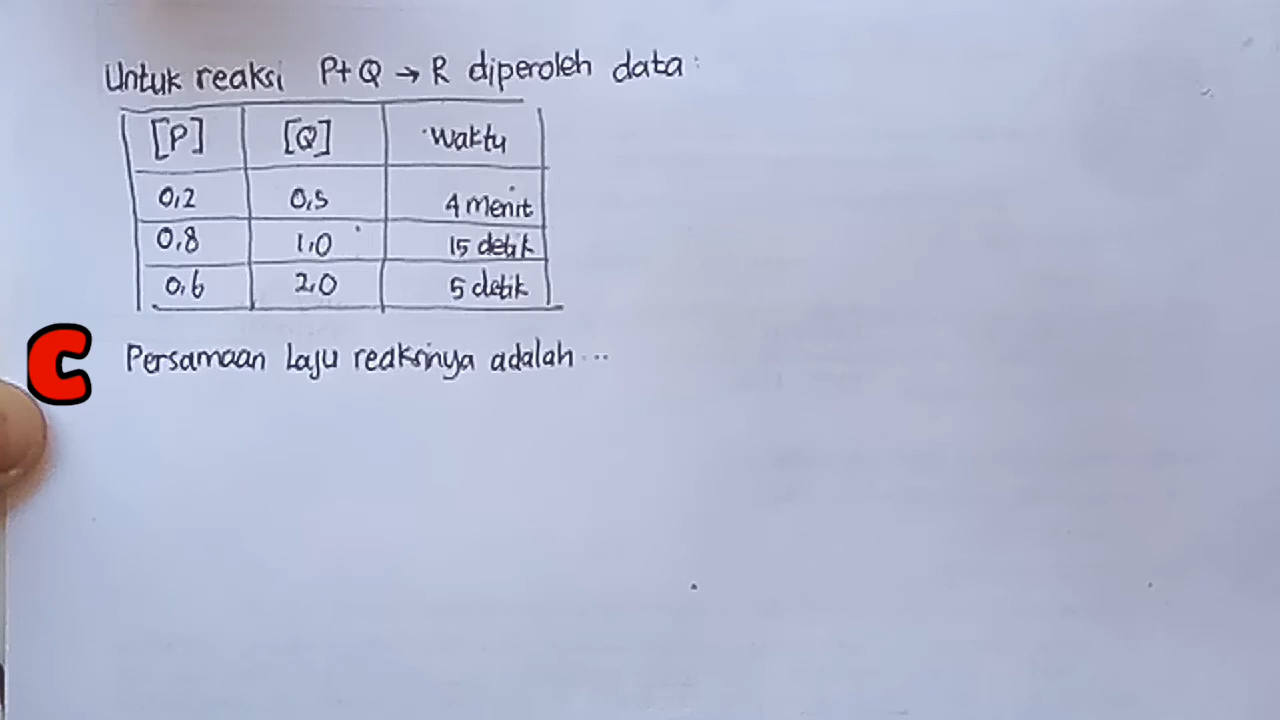 Untuk reaksi P + Q → R diperoleh data:
[P] [Q] Waktu
0,2 0,5 4 menit
0,8 1,0 15 detik
0,6 2,0 5 detik
C
Persamaan Laju reaksinya adalah ...